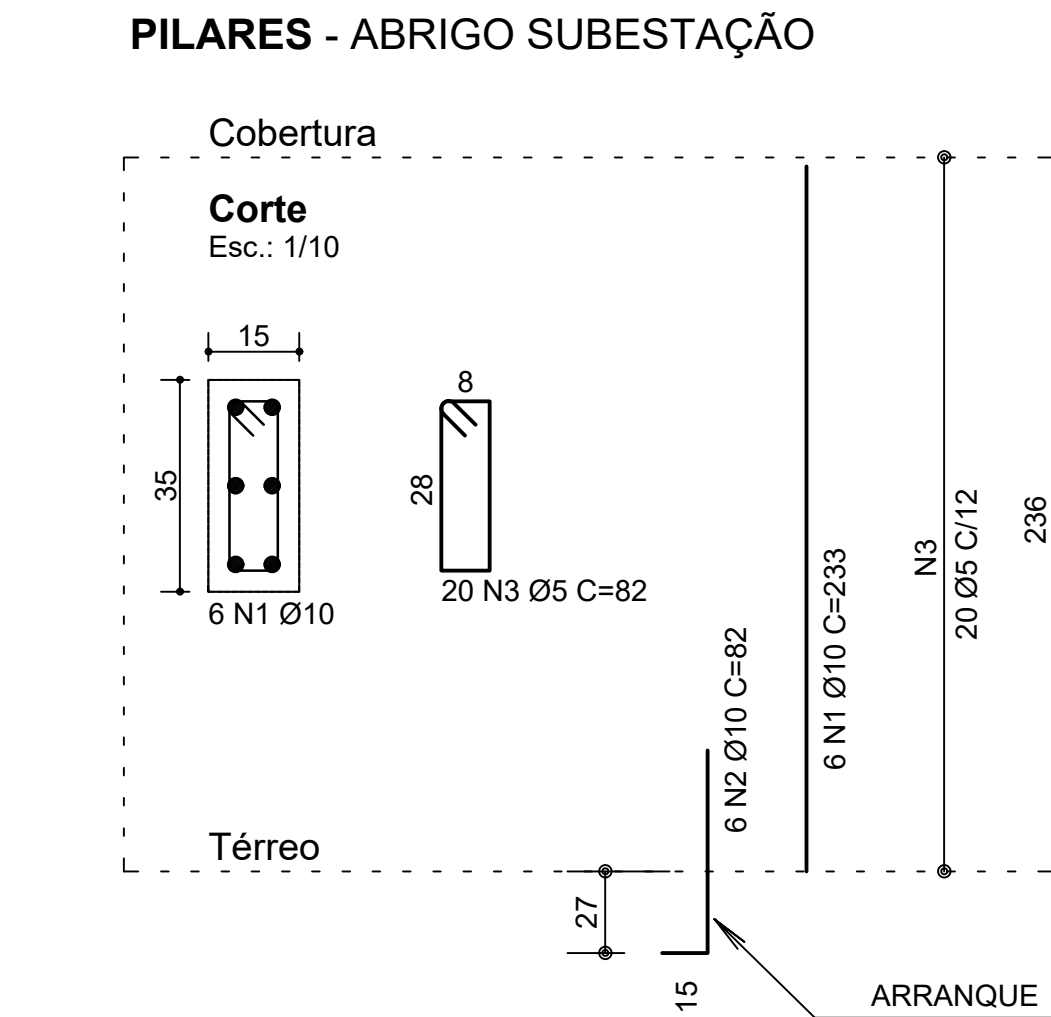 PILARES - ABRIGO SUBESTAÇÃO
Cobertura
Corte
Esc.: 1/10
15
35
6 N1 Ø10
8
28
20 N3 Ø5 C=82
6 N2 Ø10 C=82
6 N1 Ø10 C=233
N3
20 Ø5 C/12
236
Térreo
27
15
ARRANQUE